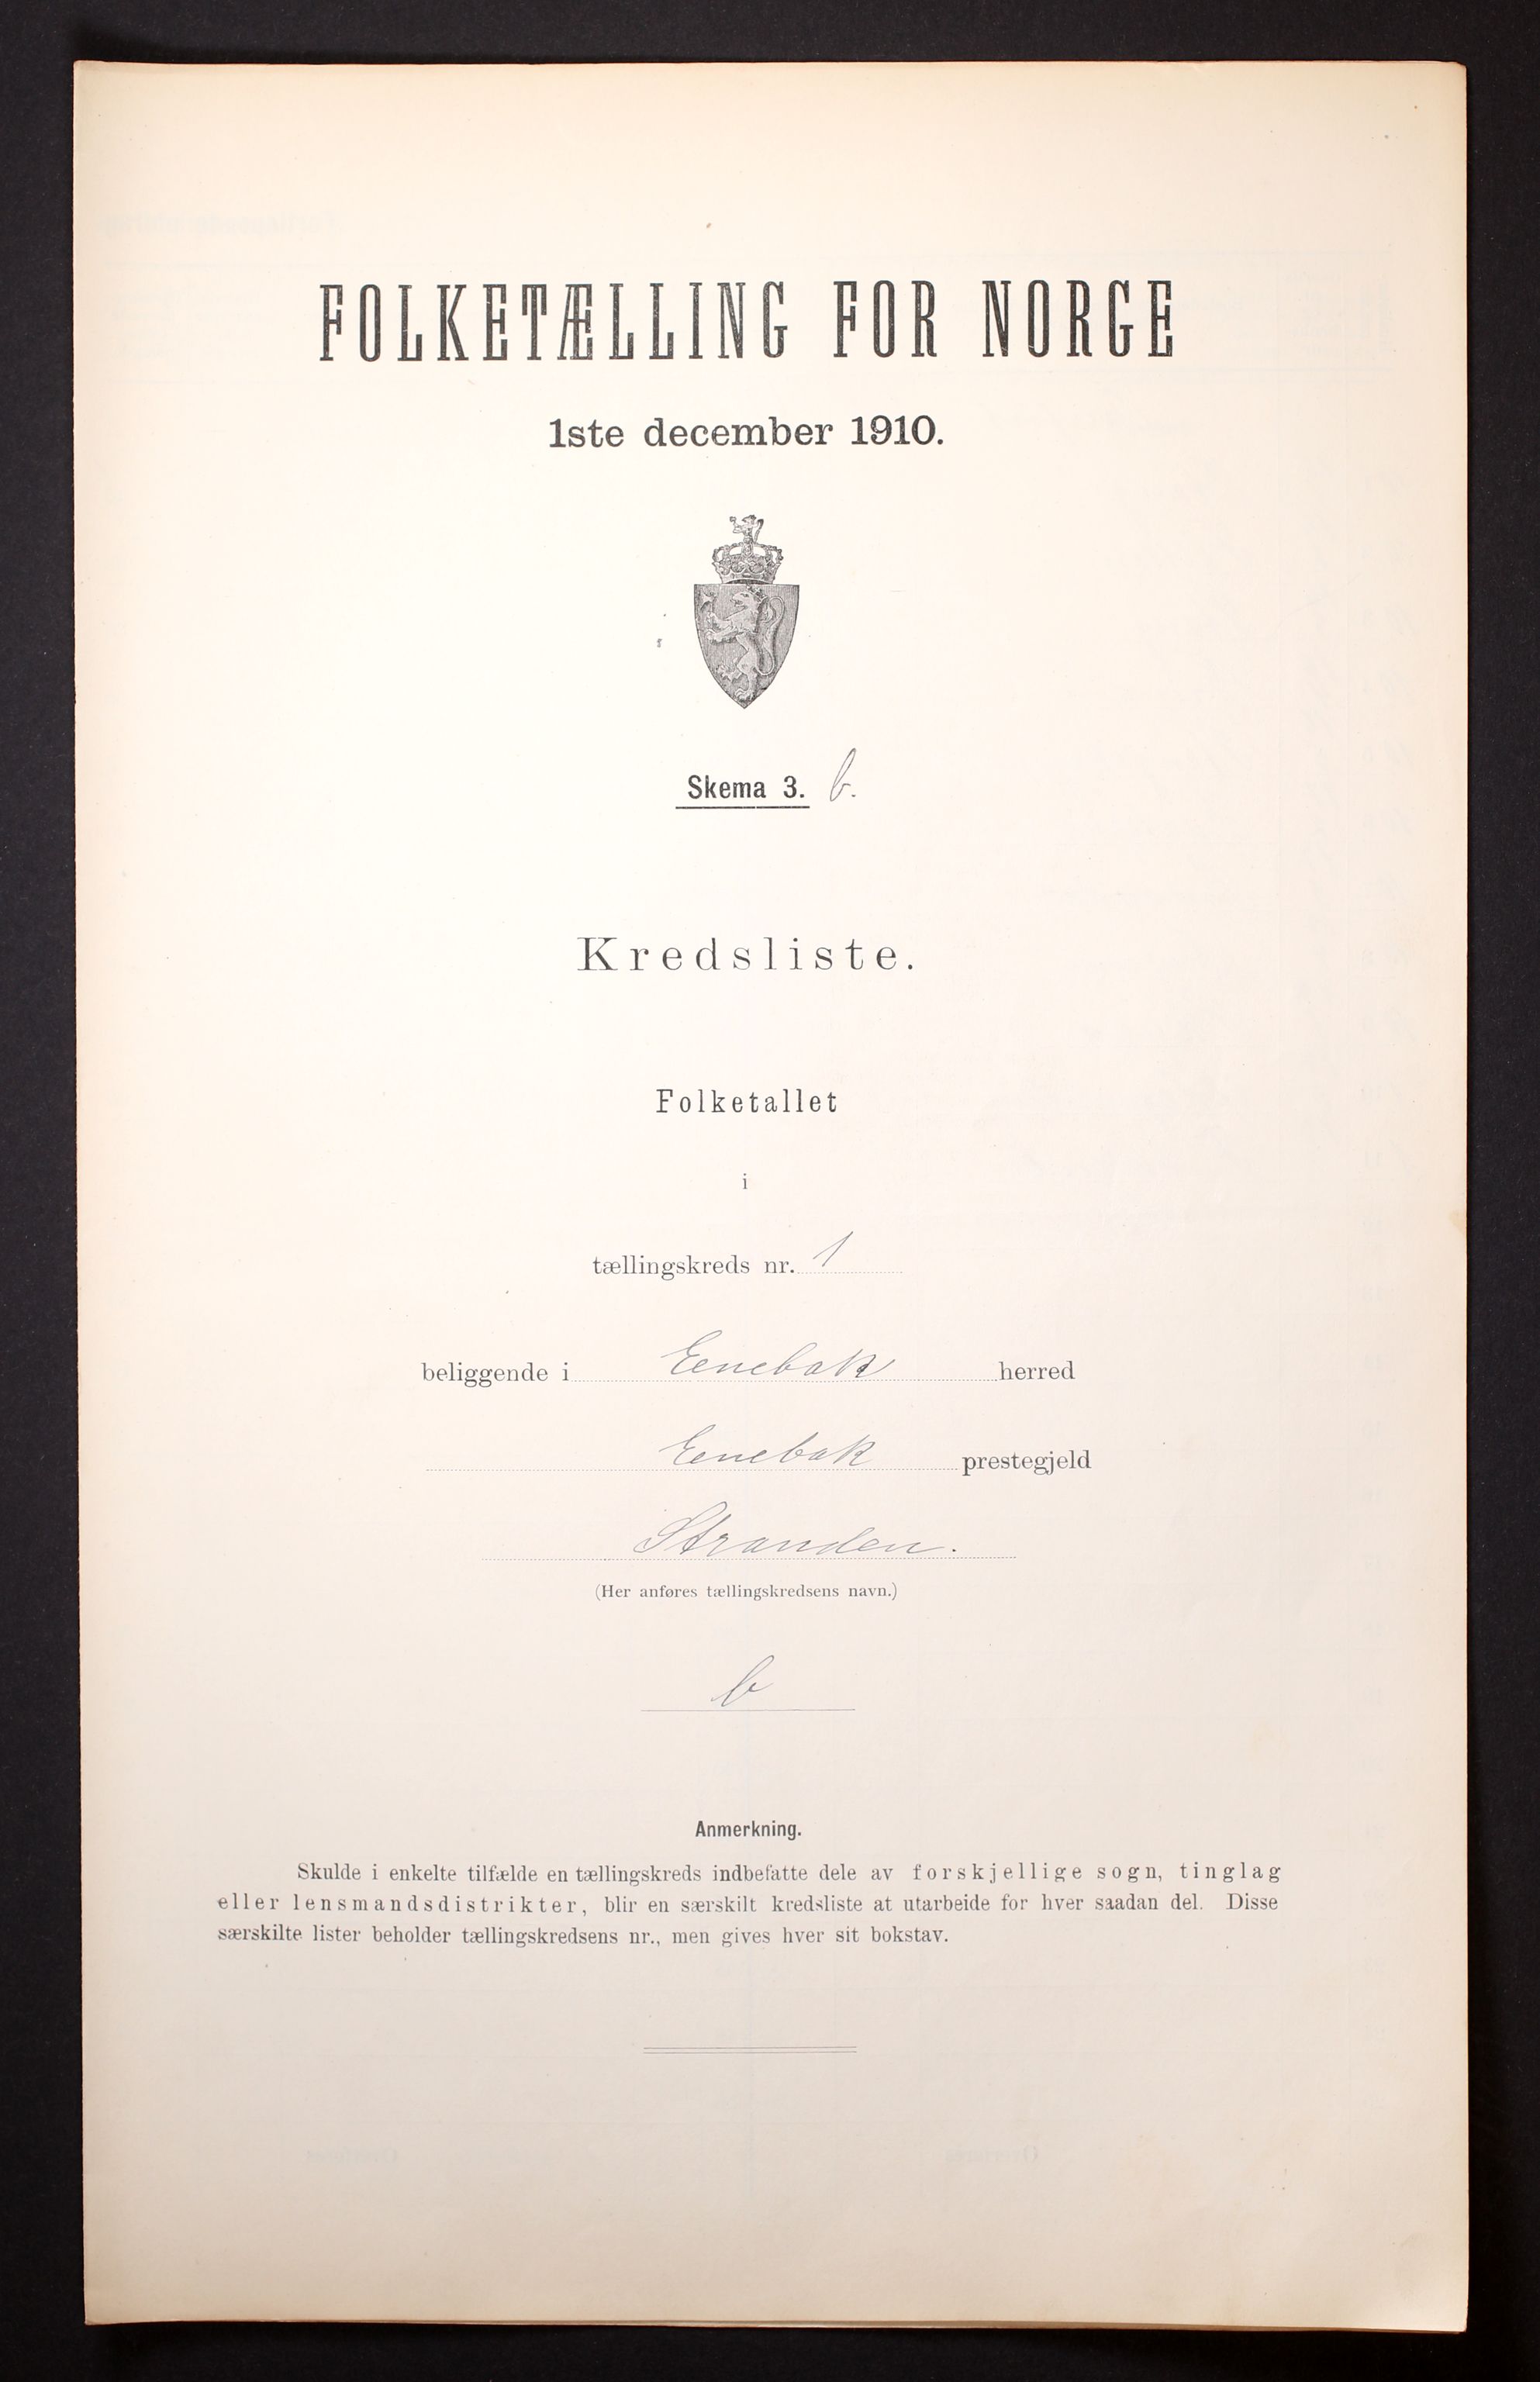 FOLKETÆLLING FOR NORGE
1ste december 1910.
Skema 3. b.
Kredsliste.
Folketallet
i
tællingskreds nr. 1
beliggende i Eenebak herred
Eenebak prestegjeld
Stranden.
(Her anføres tællingskredsens navn.)
b
Anmerkning.
Skulde i enkelte tilfælde en tællingskreds indbefatte dele av forskjellige sogn, tinglag
eller lensmandsdistrikter, blir en særskilt kredsliste at utarbeide for hver saadan del. Disse
særskilte lister beholder tællingskredsens nr., men gives hver sit bokstav.